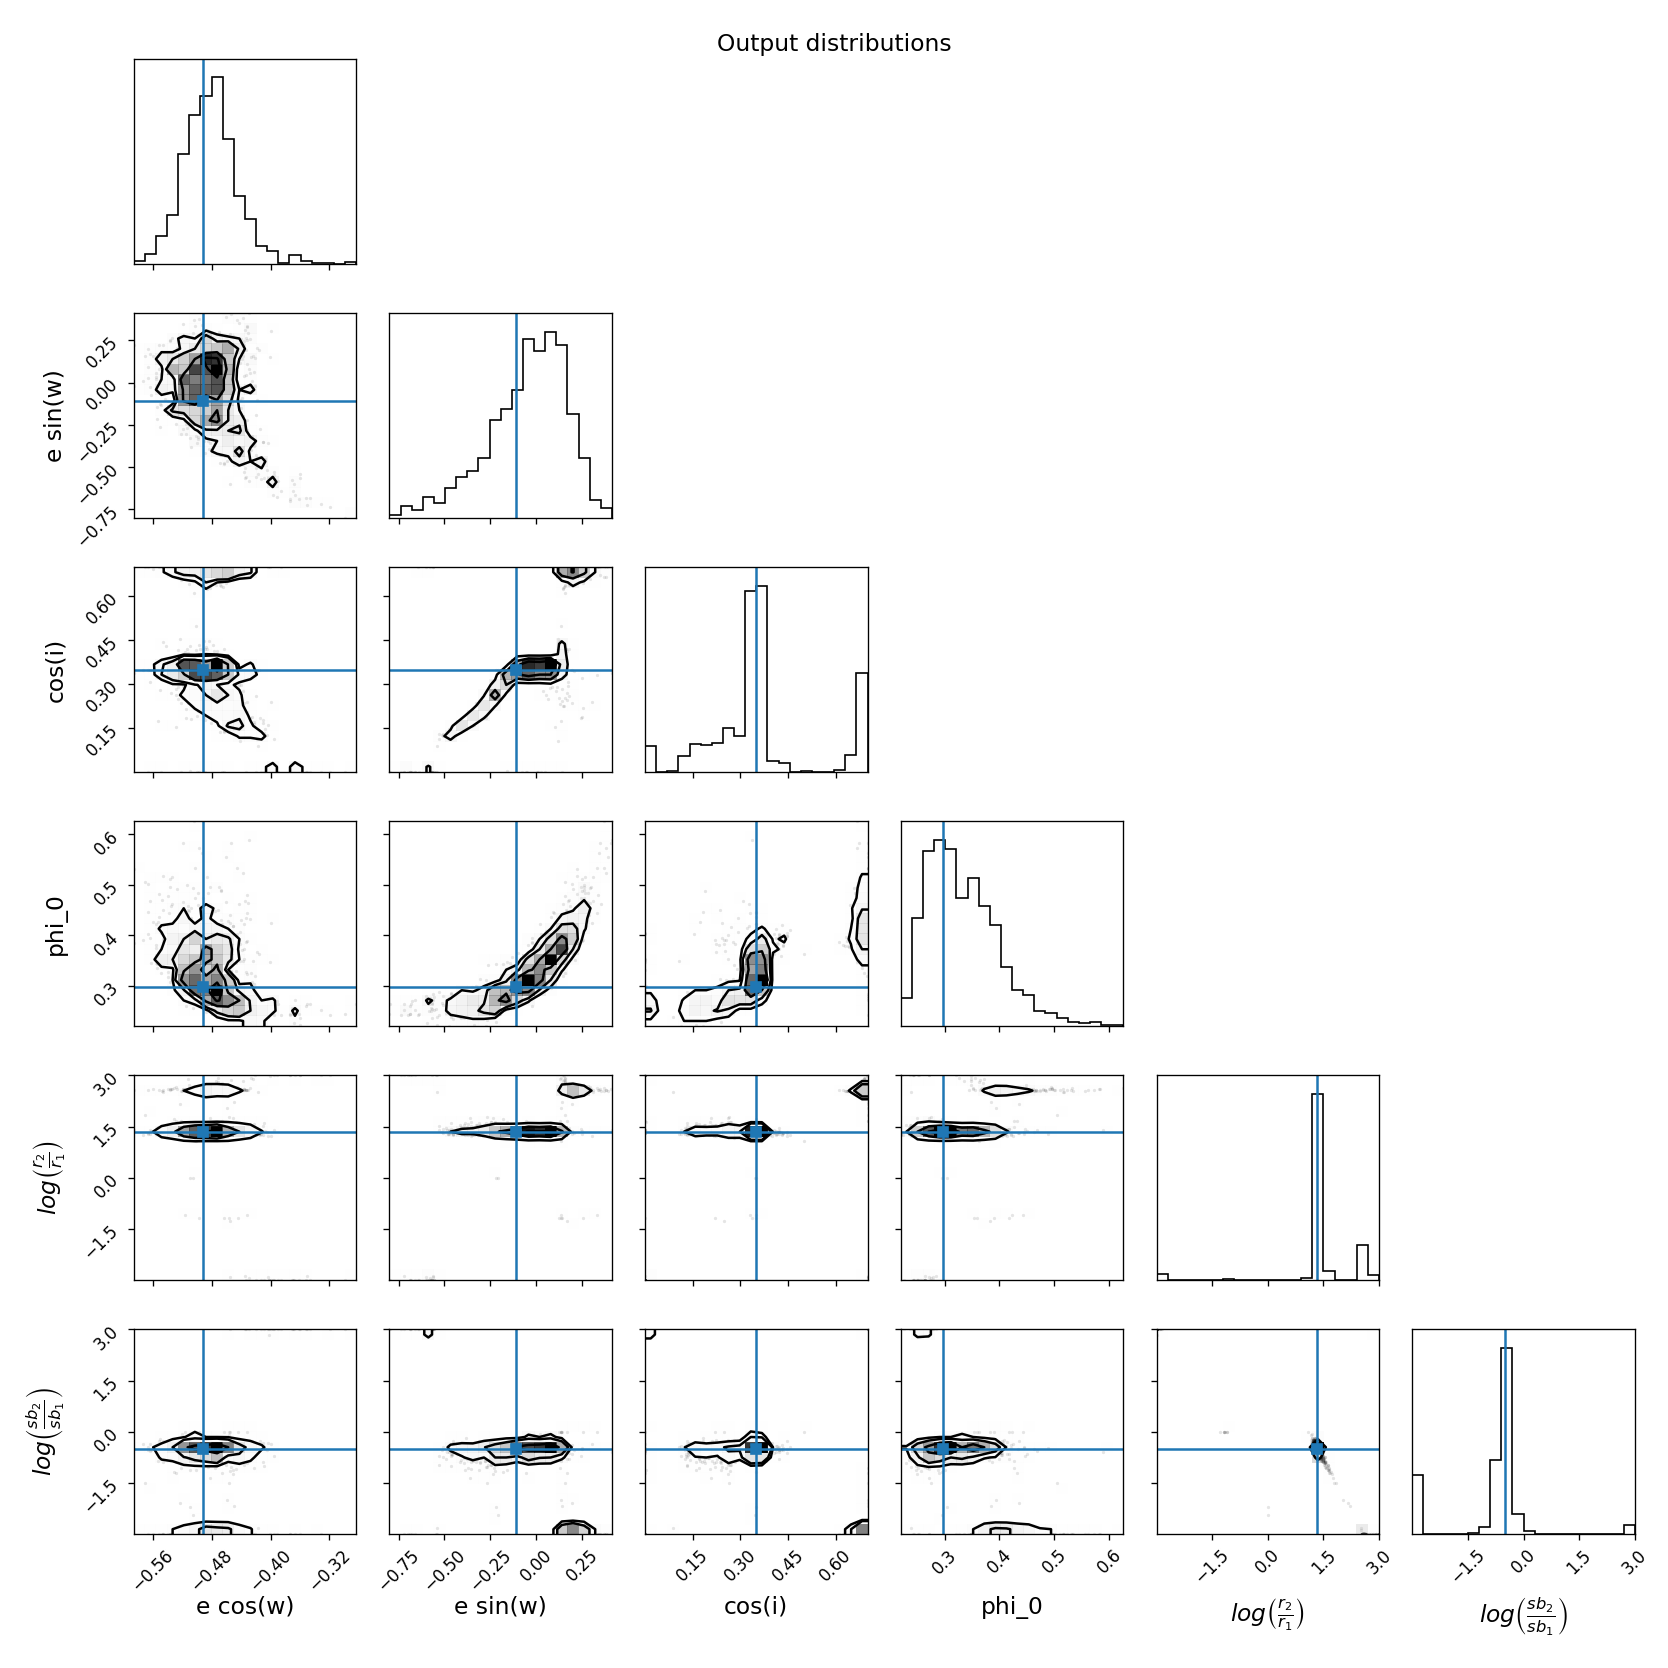 Output distributions
e sin(w)
0.25
0.00
−0.25
−0.50
−0.75
cos(i)
0.60
0.45
0.30
0.15
phi_0
0.6
0.5
0.4
0.3
log(r₂/r₁)
3.0
1.5
0.0
−1.5
log(sb₂/sb₁)
3.0
1.5
0.0
−1.5
−0.56 −0.48 −0.40 −0.32
−0.75 −0.50 −0.25 0.00 0.25
0.15 0.30 0.45 0.60
0.3 0.4 0.5 0.6
−1.5 0.0 1.5 3.0
−1.5 0.0 1.5 3.0
e cos(w)
e sin(w)
cos(i)
phi_0
log(r₂/r₁)
log(sb₂/sb₁)